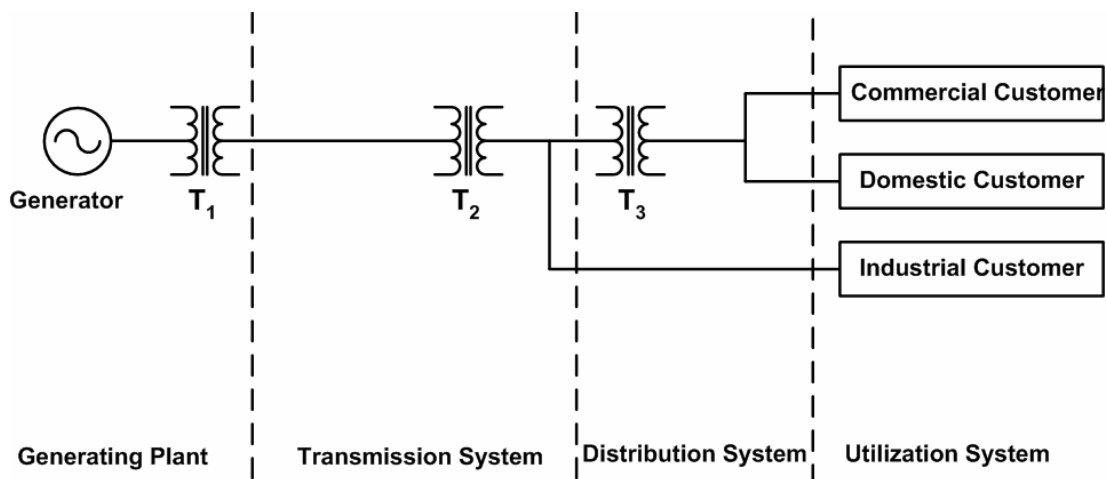 Commercial Customer
Generator
T1
T2
T3
Domestic Customer
Industrial Customer
Generating Plant
Transmission System
Distribution System
Utilization System